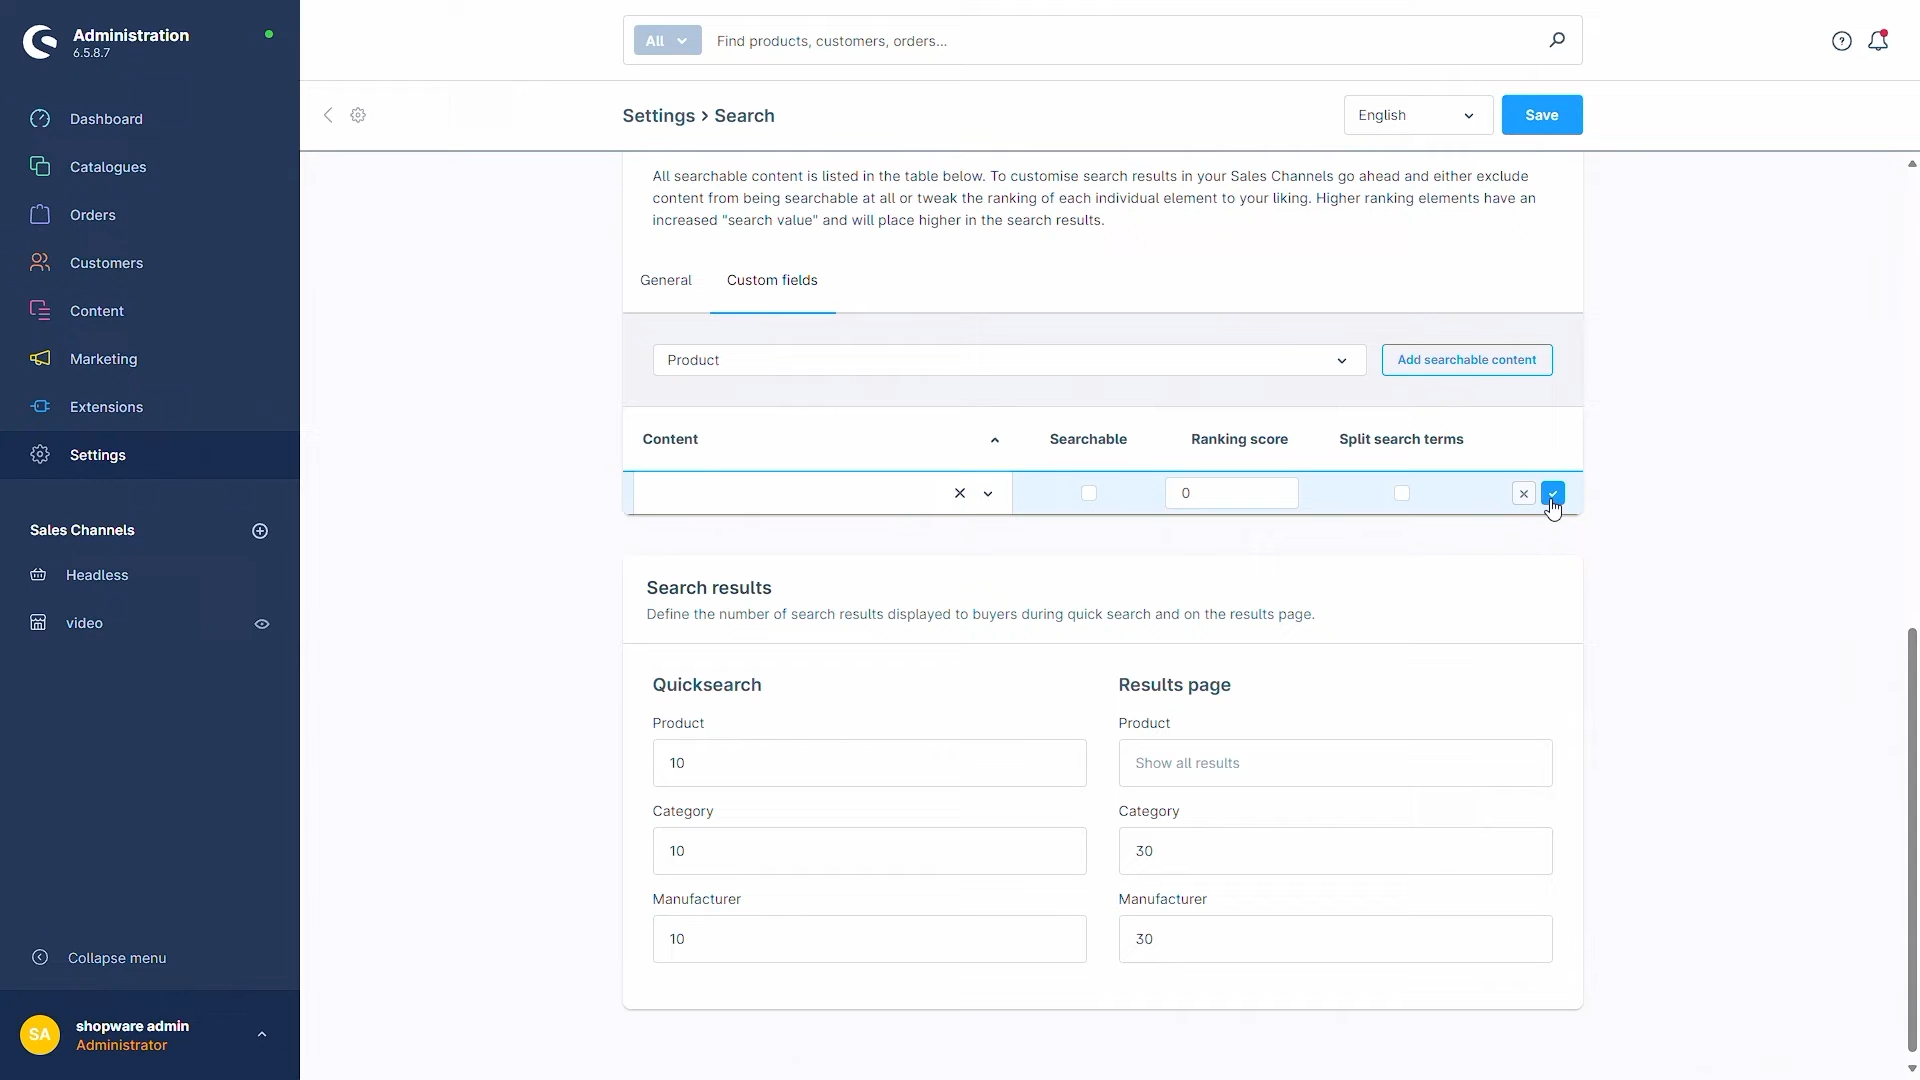 Administration
6.5.8.7
Dashboard
Catalogues
Orders
Customers
Content
Marketing
Extensions
Settings
Sales Channels
Headless
video
Collapse menu
SA
shopware admin
Administrator
All
Find products, customers, orders...
Settings › Search
English
Save
All searchable content is listed in the table below. To customise search results in your Sales Channels go ahead and either exclude
content from being searchable at all or tweak the ranking of each individual element to your liking. Higher ranking elements have an
increased "search value" and will place higher in the search results.
General
Custom fields
Product
Add searchable content
Content
Searchable
Ranking score
Split search terms
0
Search results
Define the number of search results displayed to buyers during quick search and on the results page.
Quicksearch
Product
10
Category
10
Manufacturer
10
Results page
Product
Show all results
Category
30
Manufacturer
30